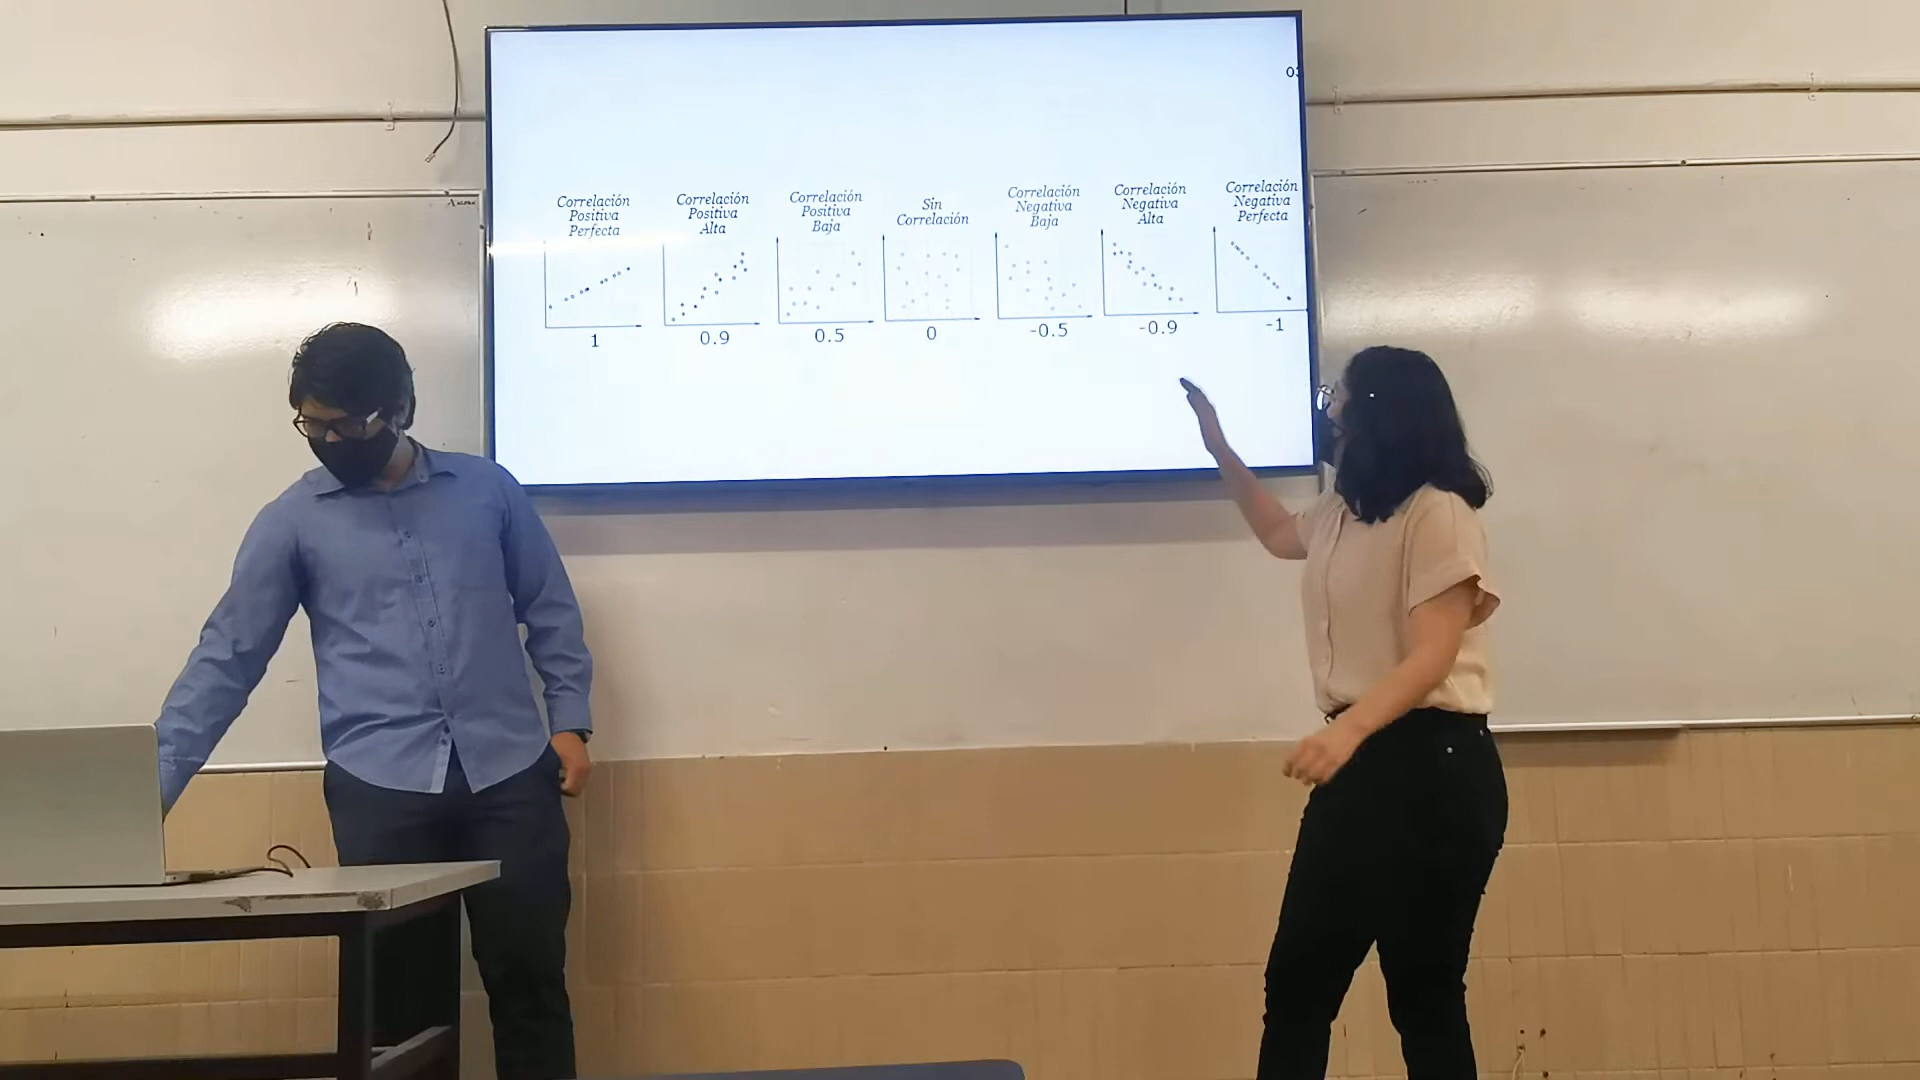 Correlación
Positiva
Perfecta
1
Correlación
Positiva
Alta
0.9
Correlación
Positiva
Baja
0.5
Sin
Correlación
0
Correlación
Negativa
Baja
-0.5
Correlación
Negativa
Alta
-0.9
Correlación
Negativa
Perfecta
-1